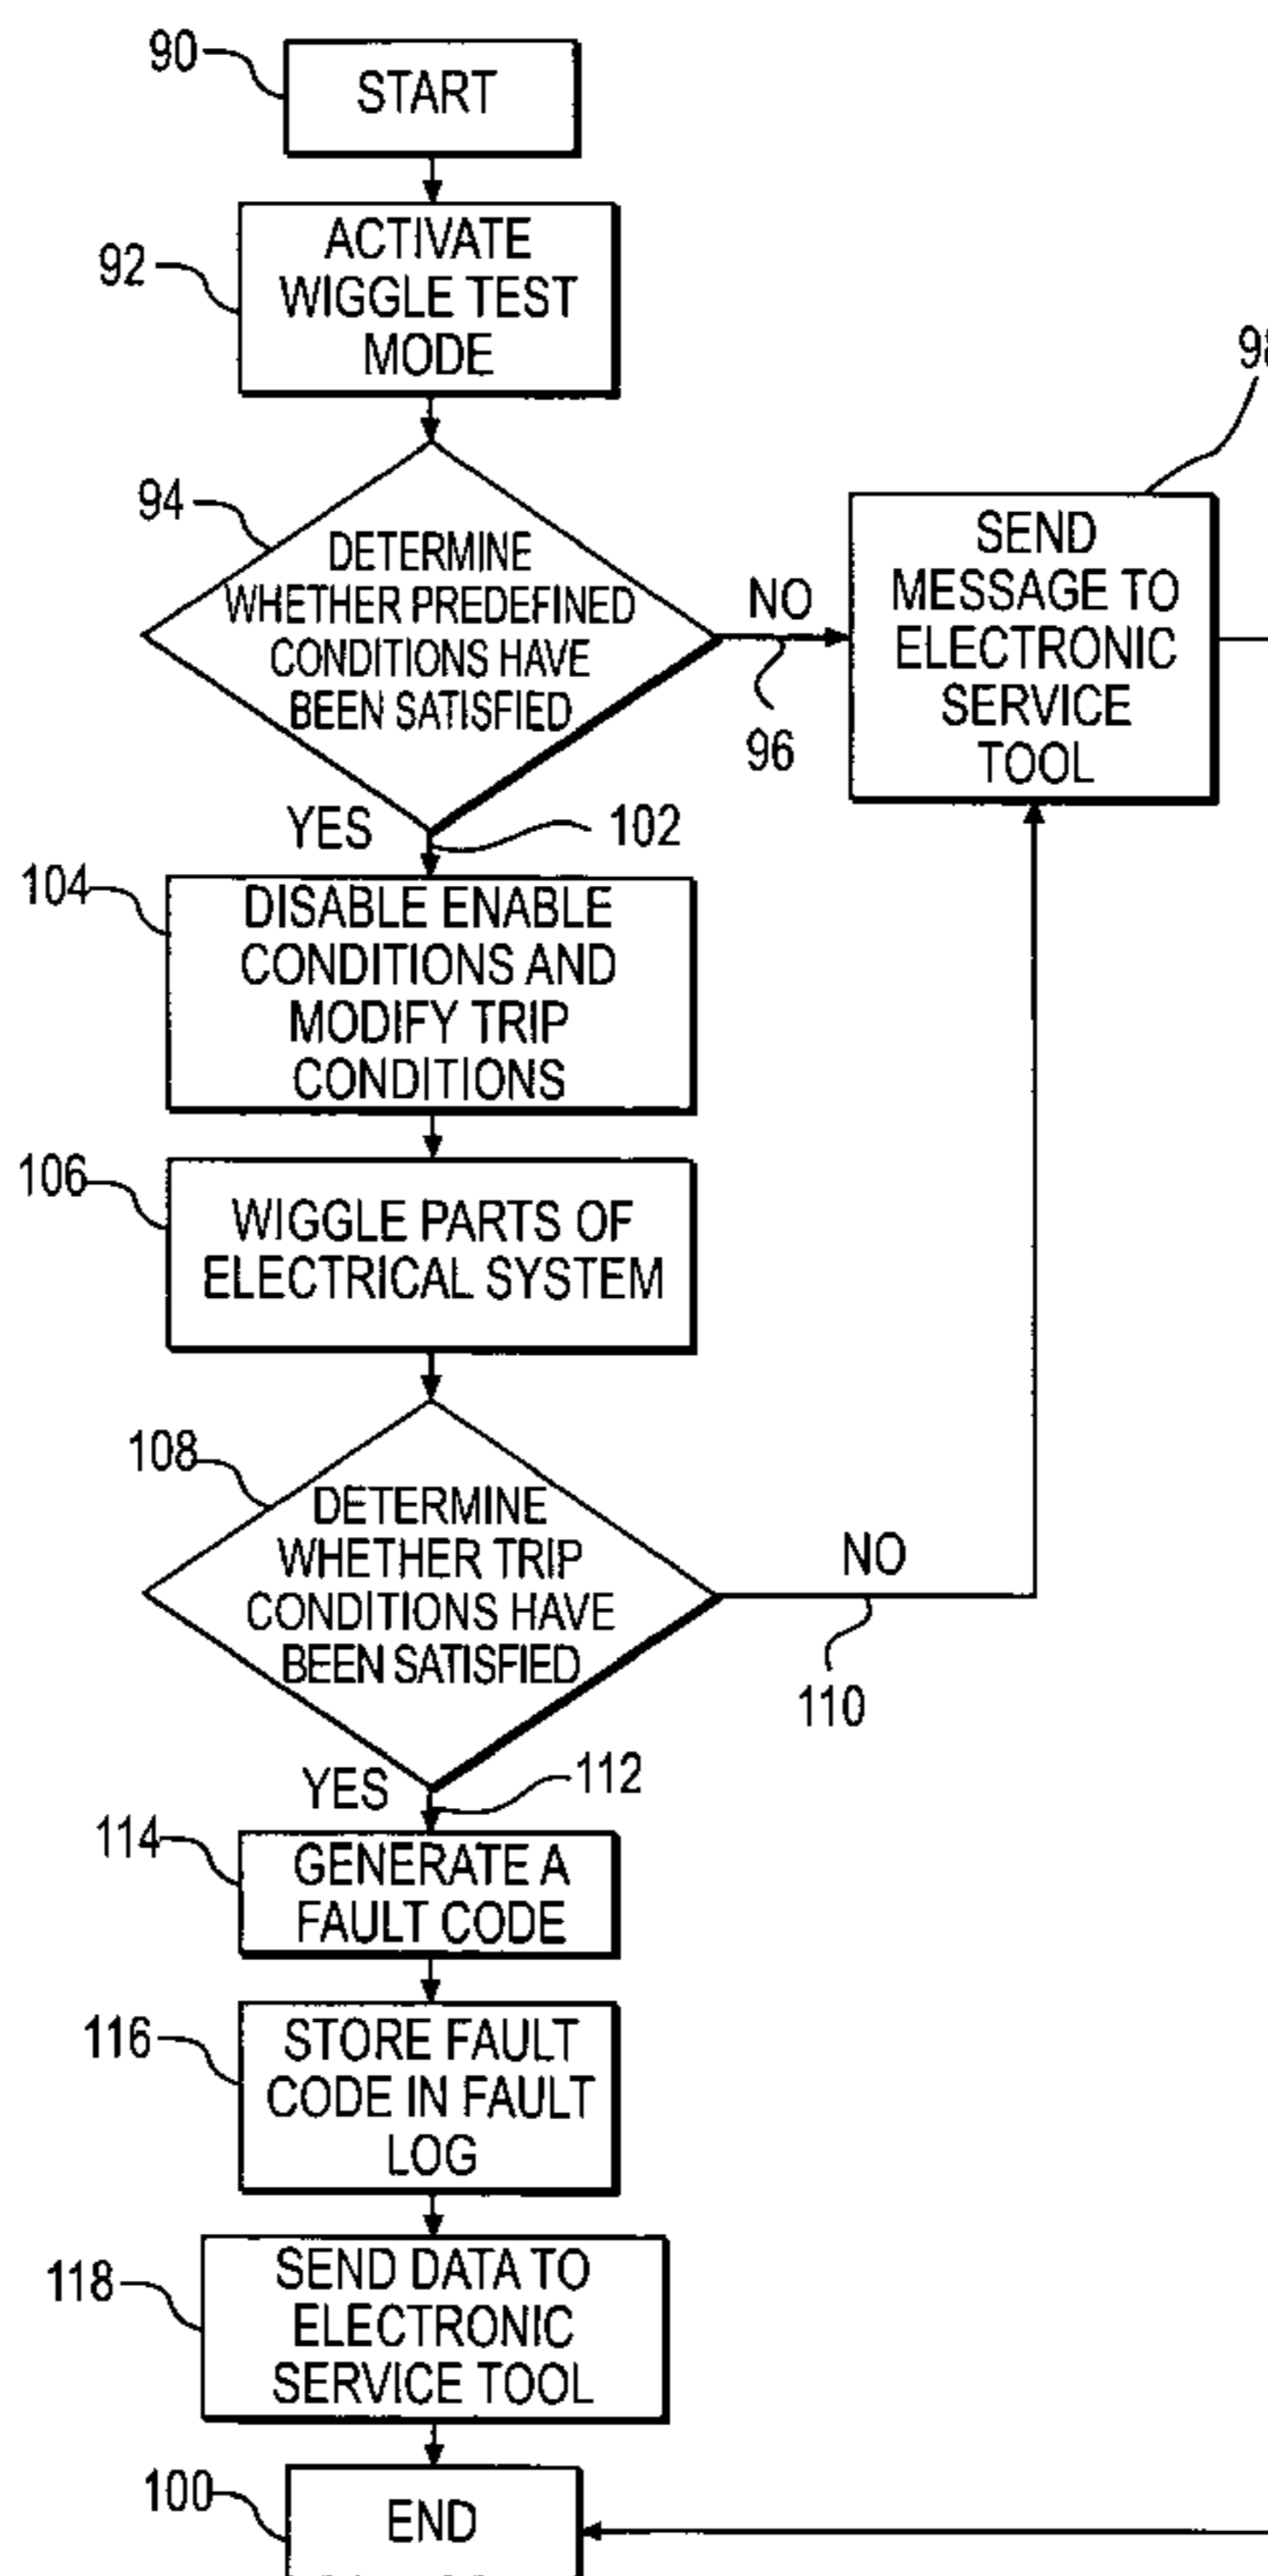 90
START
92
ACTIVATE
WIGGLE TEST
MODE
94
DETERMINE
WHETHER PREDEFINED
CONDITIONS HAVE
BEEN SATISFIED
NO
96
SEND
MESSAGE TO
ELECTRONIC
SERVICE
TOOL
YES
102
104
DISABLE ENABLE
CONDITIONS AND
MODIFY TRIP
CONDITIONS
106
WIGGLE PARTS OF
ELECTRICAL SYSTEM
108
DETERMINE
WHETHER TRIP
CONDITIONS HAVE
BEEN SATISFIED
NO
110
YES
112
114
GENERATE A
FAULT CODE
116
STORE FAULT
CODE IN FAULT
LOG
118
SEND DATA TO
ELECTRONIC
SERVICE TOOL
100
END